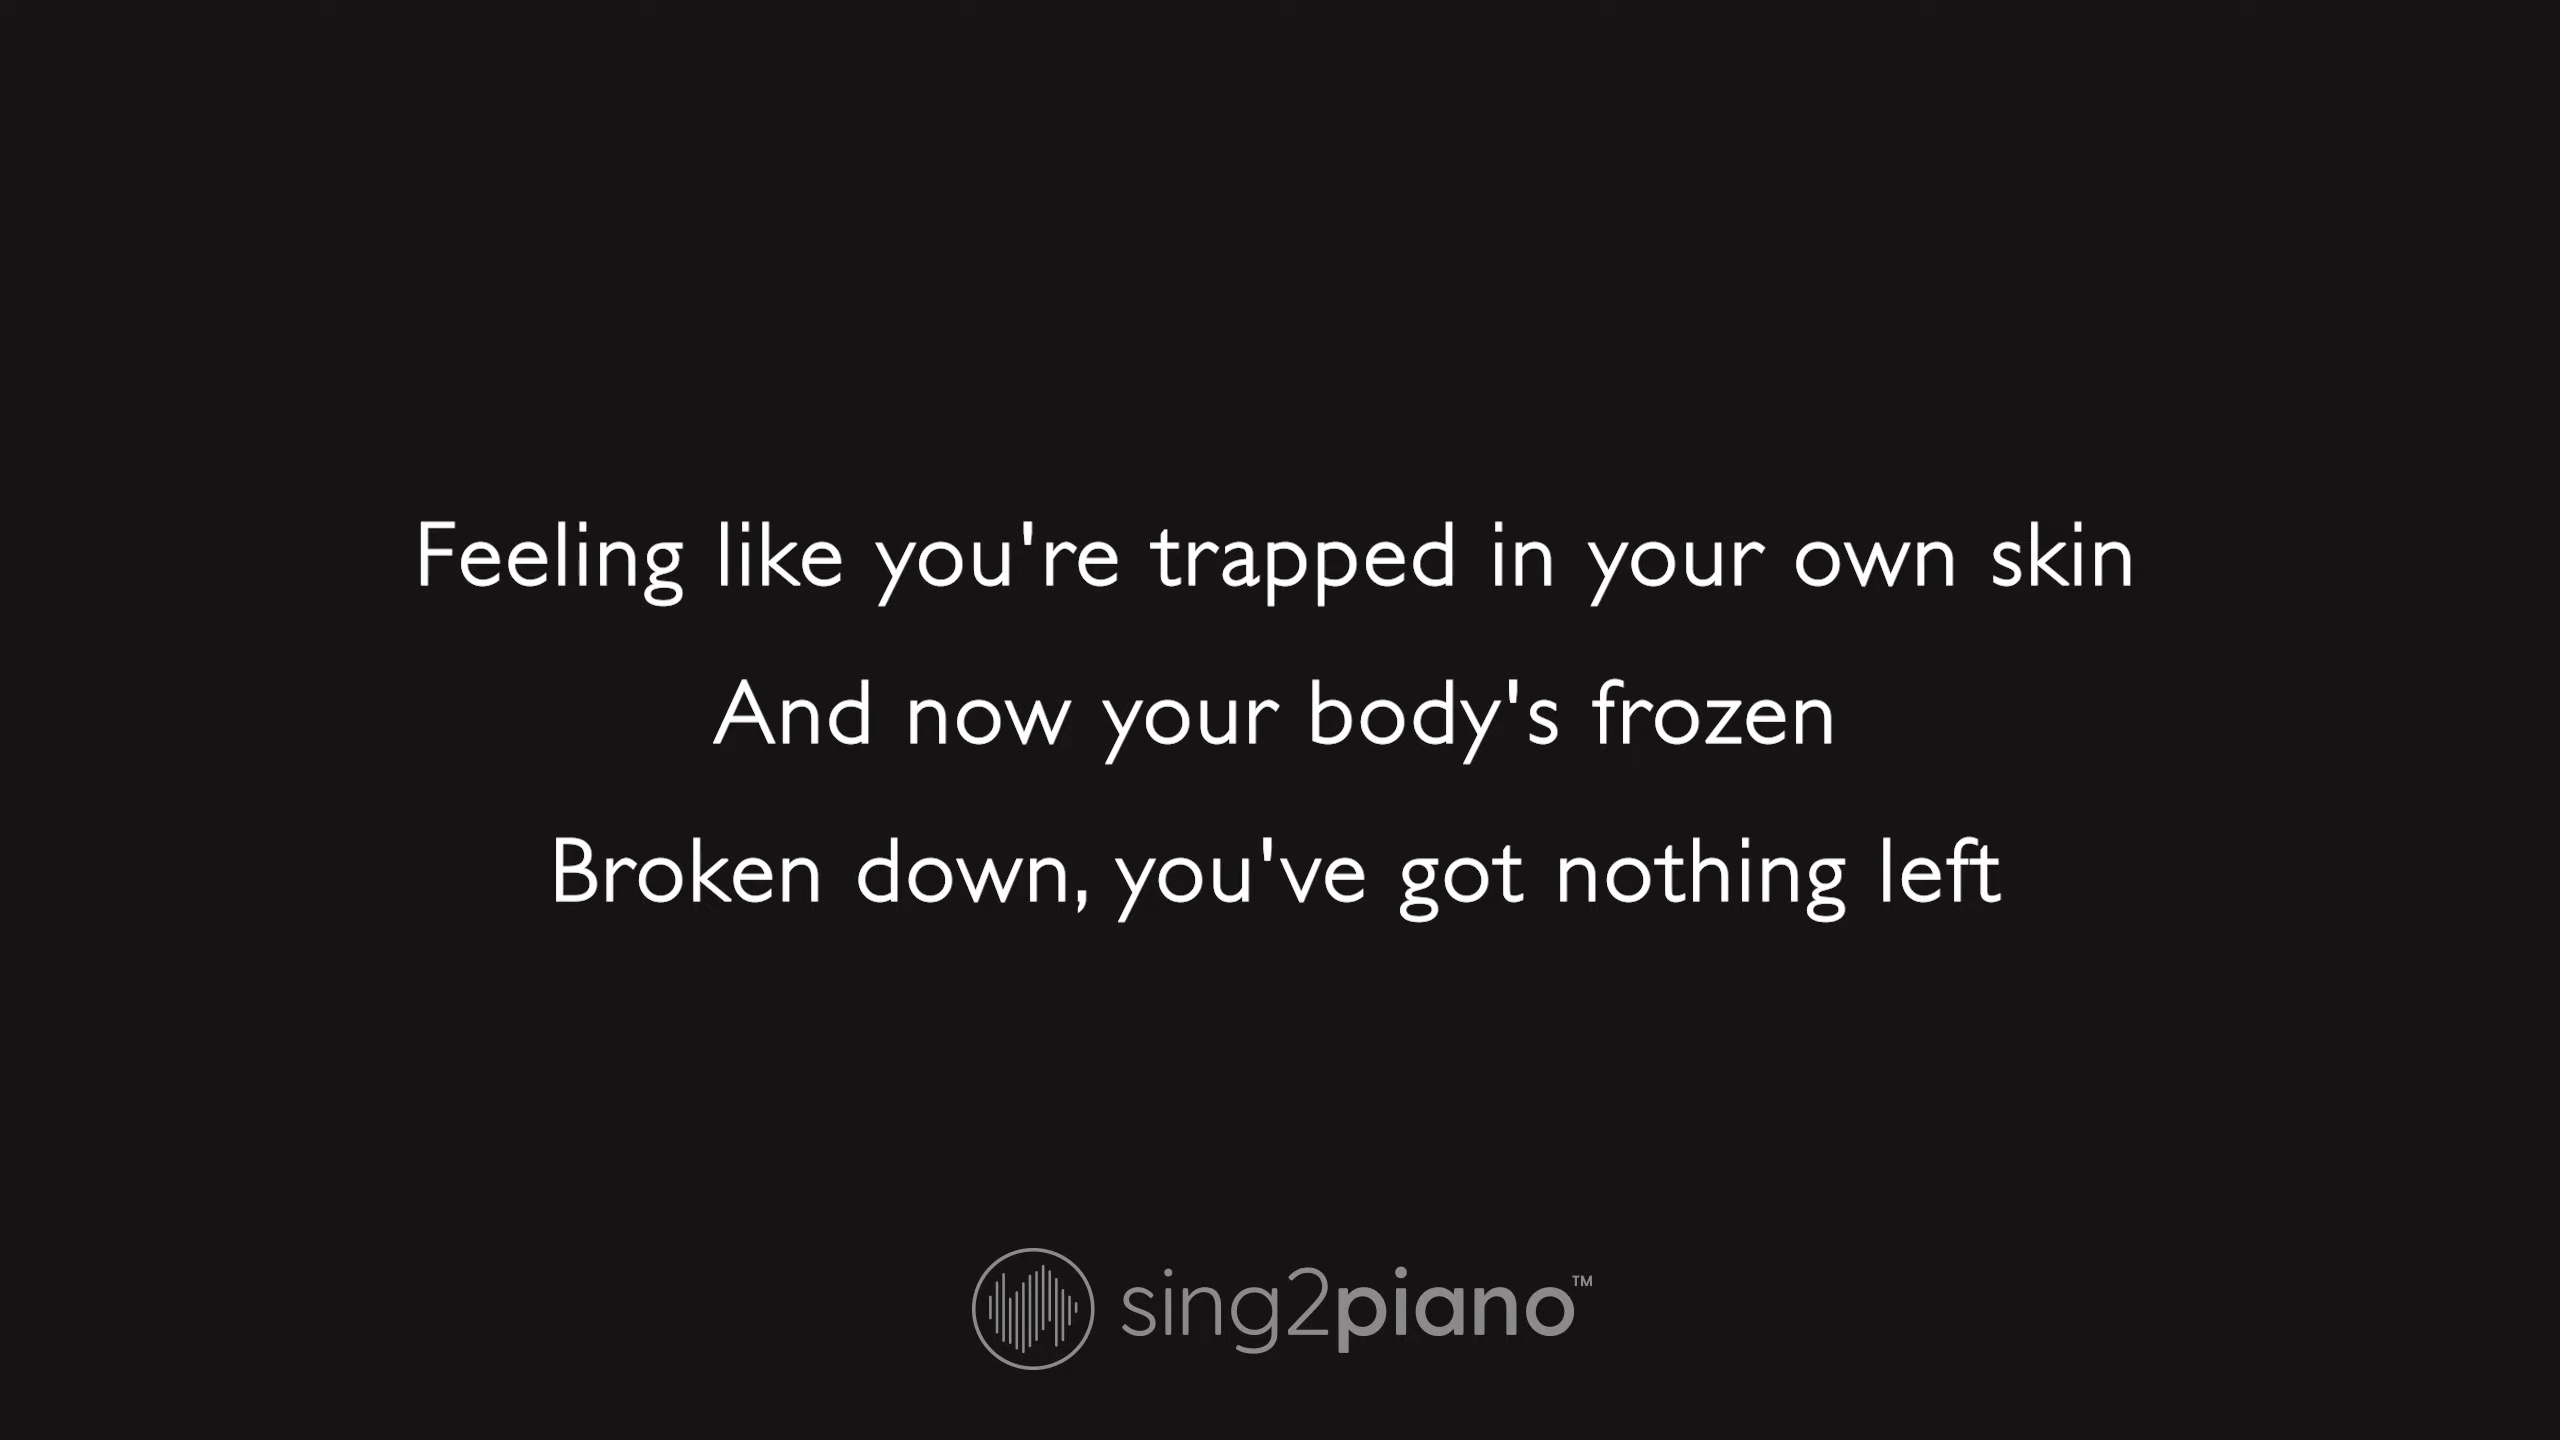 Feeling like you're trapped in your own skin
And now your body's frozen
Broken down, you've got nothing left
sing2piano™